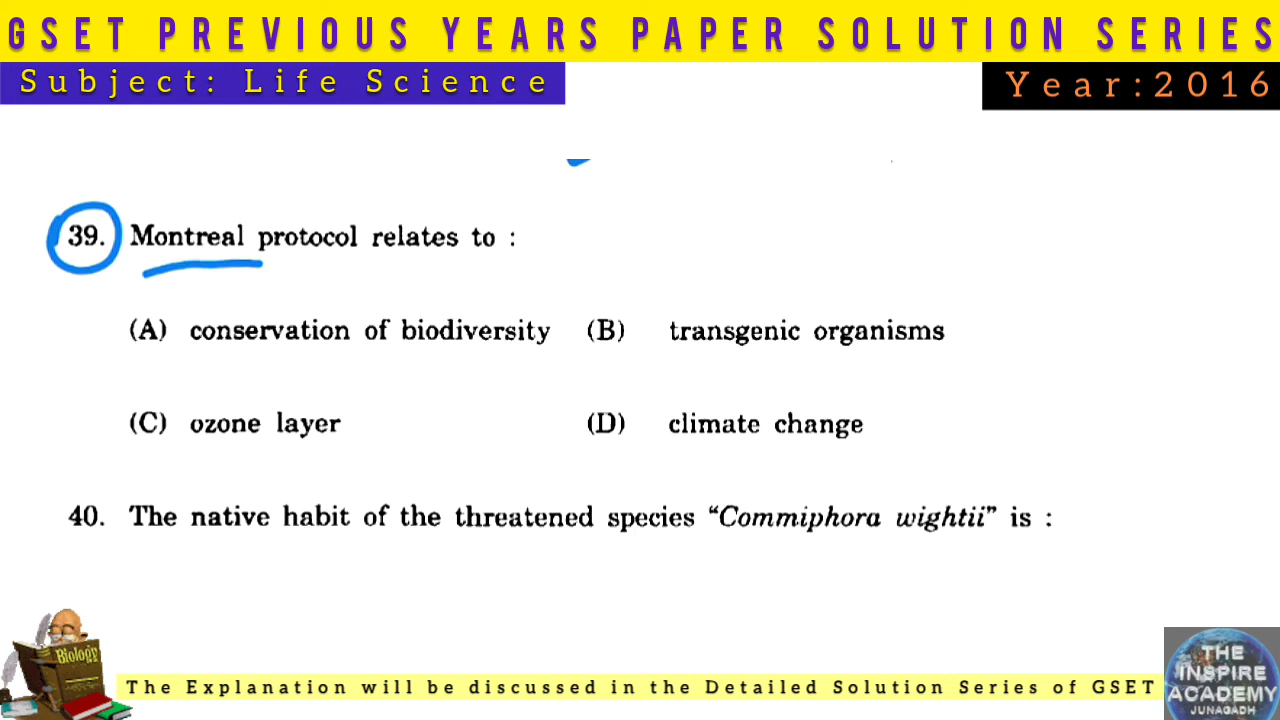 GSET PREVIOUS YEARS PAPER SOLUTION SERIES
Subject: Life Science
Year:2016
39. Montreal protocol relates to :
(A) conservation of biodiversity (B) transgenic organisms
(C) ozone layer (D) climate change
40. The native habit of the threatened species “Commiphora wightii” is :
Biology
The Explanation will be discussed in the Detailed Solution Series of GSET
THE
INSPIRE
ACADEMY
JUNAGADH